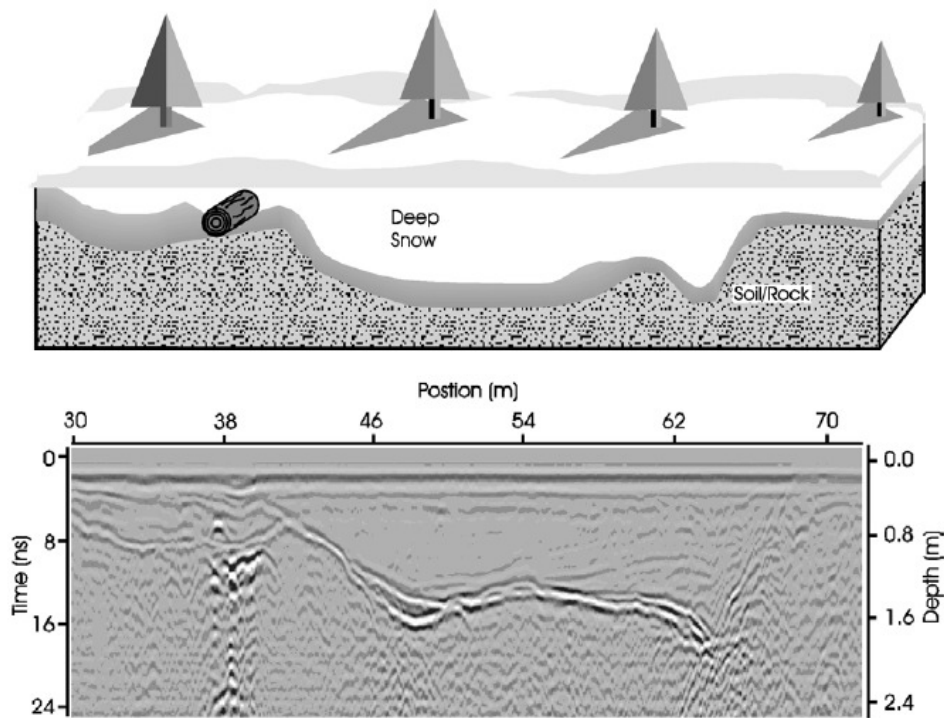 Deep
Snow
Soil/Rock
Postion (m)
30 38 46 54 62 70
0 0.0
8 0.8
Time (ns) Depth (m)
16 1.6
24 2.4